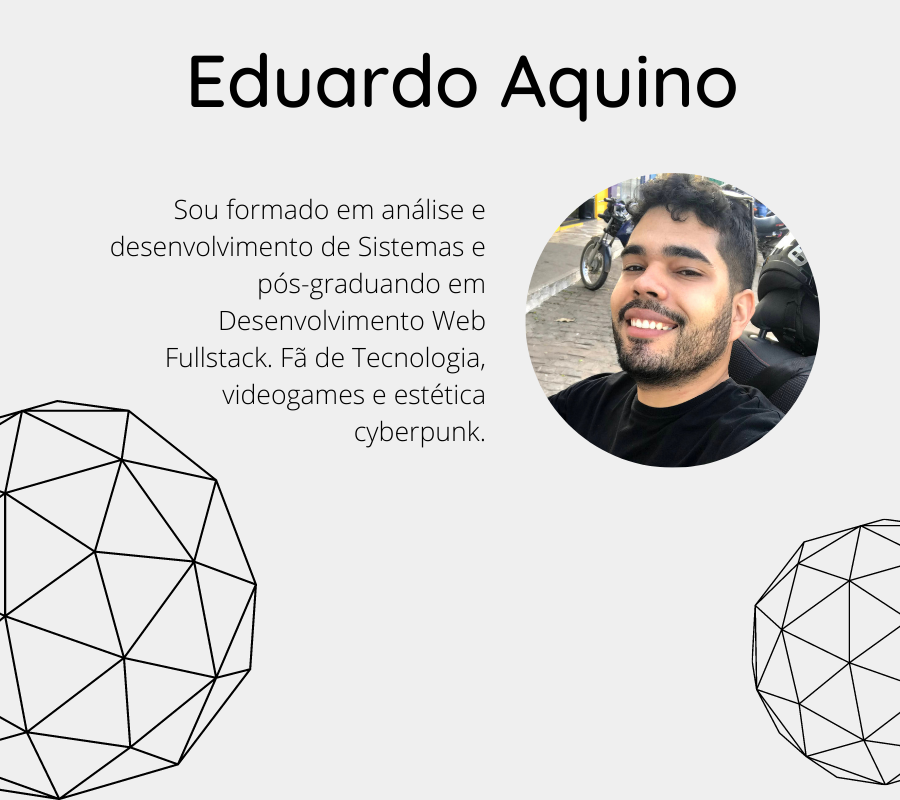 Eduardo Aquino
Sou formado em análise e
desenvolvimento de Sistemas e
pós-graduando em
Desenvolvimento Web
Fullstack. Fã de Tecnologia,
videogames e estética
cyberpunk.